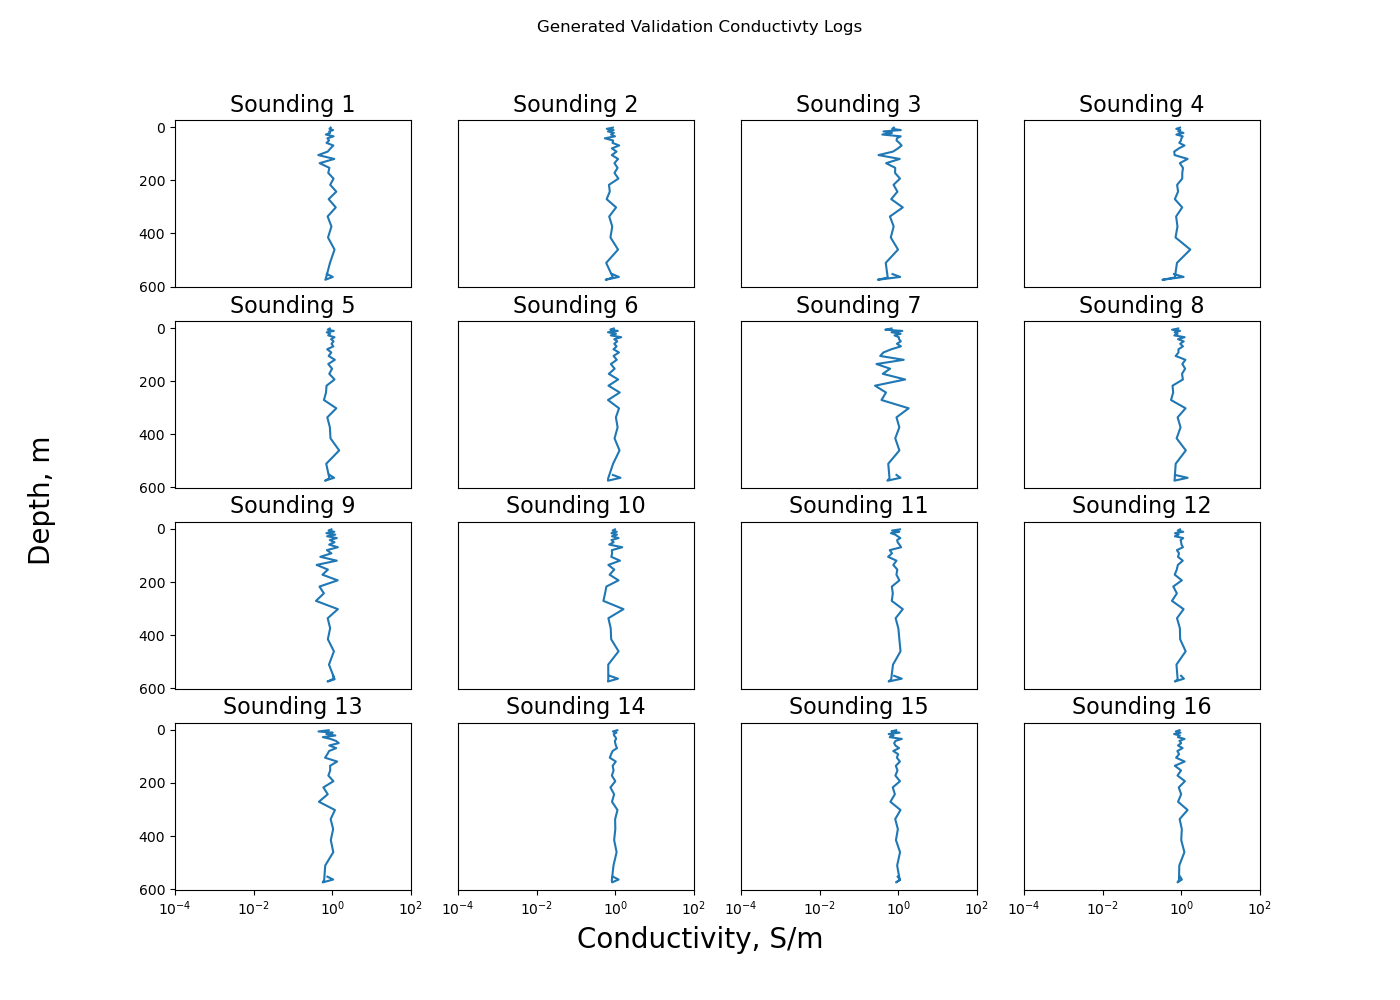 Generated Validation Conductivty Logs
Sounding 1 Sounding 2 Sounding 3 Sounding 4
0
200
400
600
Sounding 5 Sounding 6 Sounding 7 Sounding 8
0
200
400
600
Sounding 9 Sounding 10 Sounding 11 Sounding 12
0
200
400
600
Sounding 13 Sounding 14 Sounding 15 Sounding 16
0
200
400
600
10⁻⁴ 10⁻² 10⁰ 10² 10⁻⁴ 10⁻² 10⁰ 10² 10⁻⁴ 10⁻² 10⁰ 10² 10⁻⁴ 10⁻² 10⁰ 10²
Depth, m
Conductivity, S/m